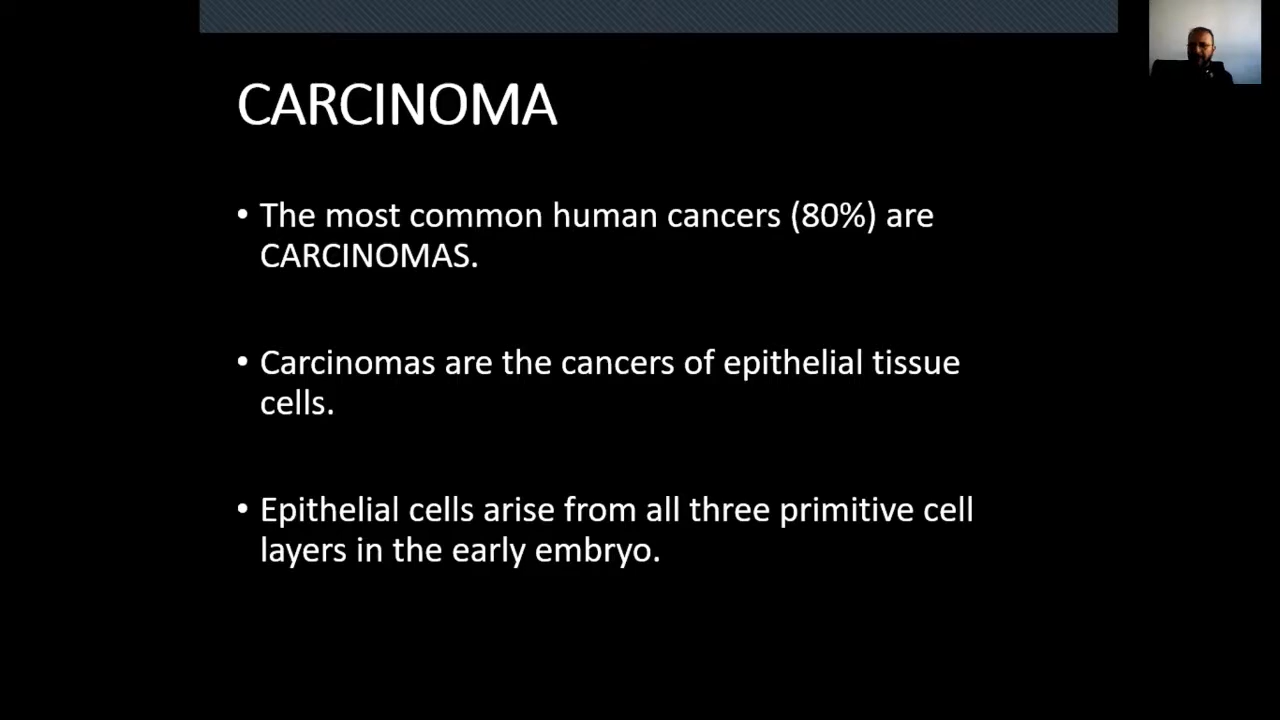 CARCINOMA
• The most common human cancers (80%) are
CARCINOMAS.
• Carcinomas are the cancers of epithelial tissue
cells.
• Epithelial cells arise from all three primitive cell
layers in the early embryo.